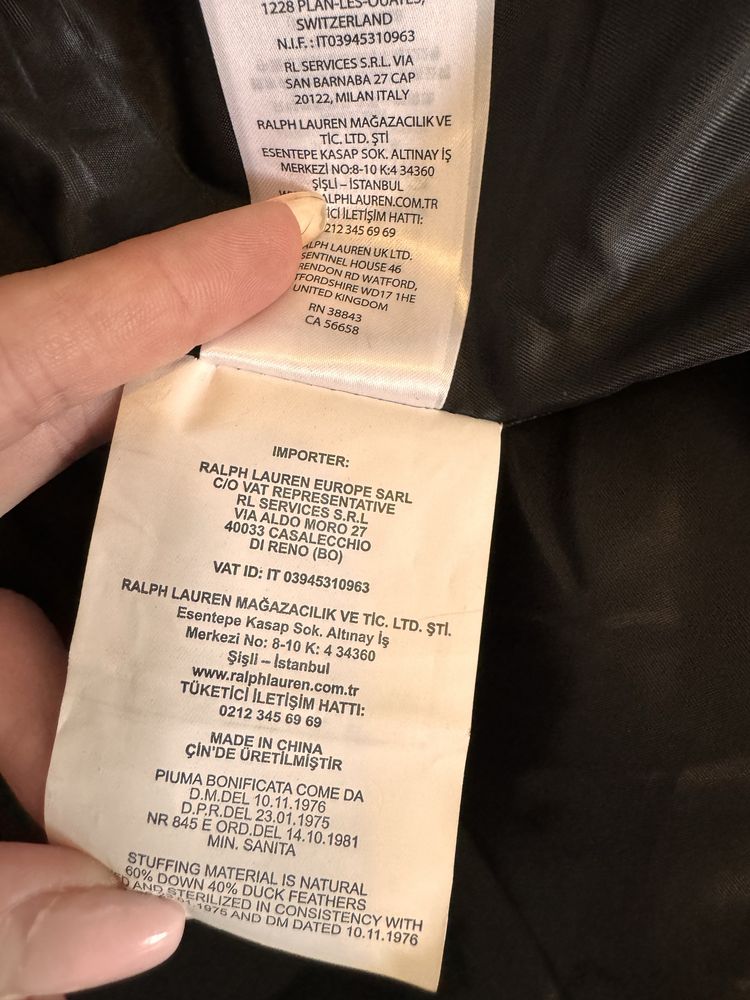 1228 PLAN-LES-OUATES,
SWITZERLAND
N.I.F.: IT03945310963
RL SERVICES S.R.L. VIA
SAN BARNABA 27 CAP
20122, MILAN ITALY
RALPH LAUREN MAĞAZACILIK VE
TİC. LTD. ŞTİ
ESENTEPE KASAP SOK. ALTINAY İŞ
MERKEZİ NO:8-10 K:4 34360
ŞİŞLİ – İSTANBUL
ALPHLAUREN.COM.TR
İCİ İLETİŞİM HATTI:
212 345 69 69
ALPH LAUREN UK LTD.
SENTINEL HOUSE 46
RENDON RD WATFORD,
TFORDSHIRE WD17 1HE
UNITED KINGDOM
RN 38843
CA 56658
IMPORTER:
RALPH LAUREN EUROPE SARL
C/O VAT REPRESENTATIVE
RL SERVICES S.R.L
VIA ALDO MORO 27
40033 CASALECCHIO
DI RENO (BO)
VAT ID: IT 03945310963
RALPH LAUREN MAĞAZACILIK VE TİC. LTD. ŞTİ.
Esentepe Kasap Sok. Altınay İş
Merkezi No: 8-10 K: 4 34360
Şişli – İstanbul
www.ralphlauren.com.tr
TÜKETİCİ İLETİŞİM HATTI:
0212 345 69 69
MADE IN CHINA
ÇİN'DE ÜRETİLMİŞTİR
PIUMA BONIFICATA COME DA
D.M.DEL 10.11.1976
D.P.R.DEL 23.01.1975
NR 845 E ORD.DEL 14.10.1981
MIN. SANITA
STUFFING MATERIAL IS NATURAL
60% DOWN 40% DUCK FEATHERS
AND STERILIZED IN CONSISTENCY WITH
1975 AND DM DATED 10.11.1976